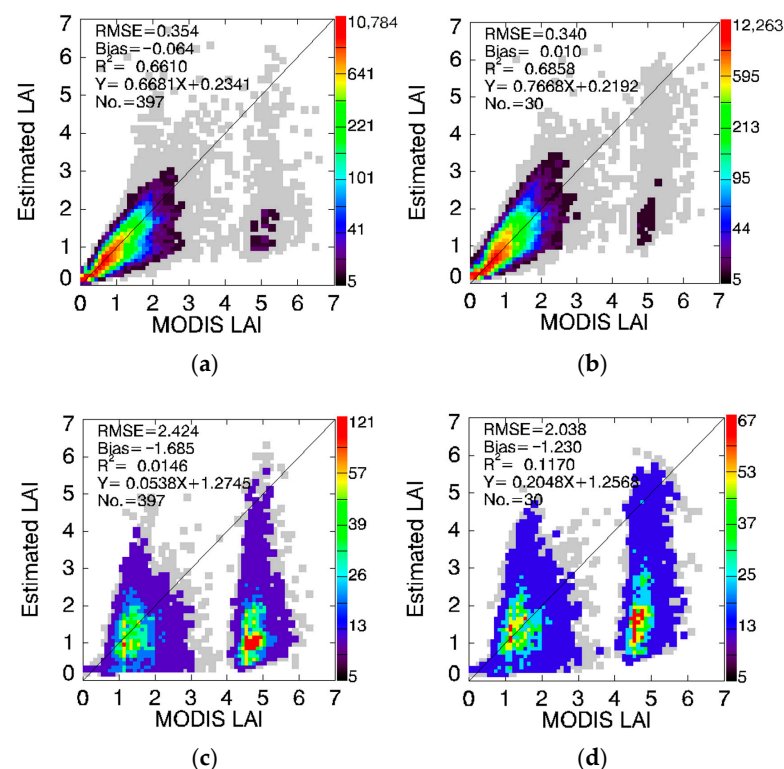 7
6
5
4
3
2
1
0
Estimated LAI
RMSE=0.354
Bias=−0.064
R² = 0.6610
Y= 0.6681X+0.2341
No.=397
10,784
641
221
101
41
5
0 1 2 3 4 5 6 7
MODIS LAI
(a)
7
6
5
4
3
2
1
0
Estimated LAI
RMSE=0.340
Bias= 0.010
R² = 0.6858
Y= 0.7668X+0.2192
No.=30
12,263
595
213
95
44
5
0 1 2 3 4 5 6 7
MODIS LAI
(b)
7
6
5
4
3
2
1
0
Estimated LAI
RMSE=2.424
Bias=−1.685
R² = 0.0146
Y= 0.0538X+1.2745
No.=397
121
57
39
26
13
5
0 1 2 3 4 5 6 7
MODIS LAI
(c)
7
6
5
4
3
2
1
0
Estimated LAI
RMSE=2.038
Bias=−1.230
R² = 0.1170
Y= 0.2048X+1.2568
No.=30
67
53
39
26
13
5
0 1 2 3 4 5 6 7
MODIS LAI
(d)